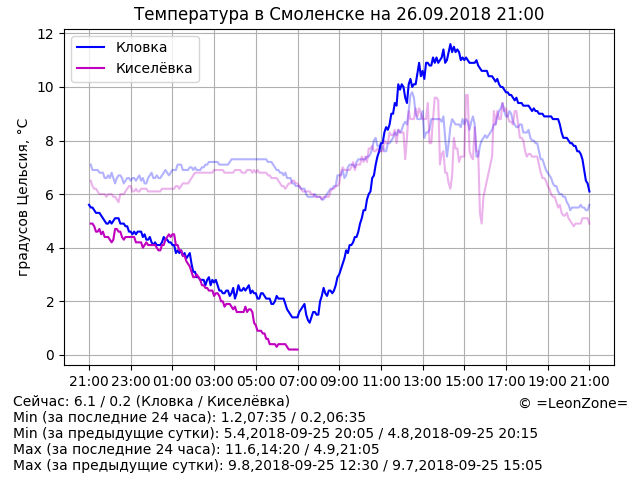 Температура в Смоленске на 26.09.2018 21:00
градусов Цельсия, °C
12
10
8
6
4
2
0
Кловка
Киселёвка
21:00 23:00 01:00 03:00 05:00 07:00 09:00 11:00 13:00 15:00 17:00 19:00 21:00
Сейчас: 6.1 / 0.2 (Кловка / Киселёвка)
© =LeonZone=
Min (за последние 24 часа): 1.2,07:35 / 0.2,06:35
Min (за предыдущие сутки): 5.4,2018-09-25 20:05 / 4.8,2018-09-25 20:15
Max (за последние 24 часа): 11.6,14:20 / 4.9,21:05
Max (за предыдущие сутки): 9.8,2018-09-25 12:30 / 9.7,2018-09-25 15:05